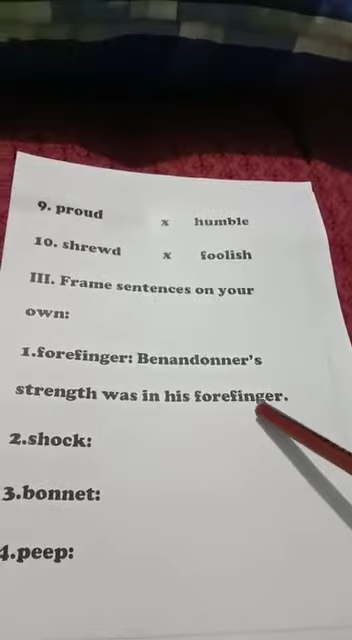 9. proud x humble
10. shrewd x foolish
III. Frame sentences on your
own:
1.forefinger: Benandonner's
strength was in his forefinger.
2.shock:
3.bonnet:
4.peep: